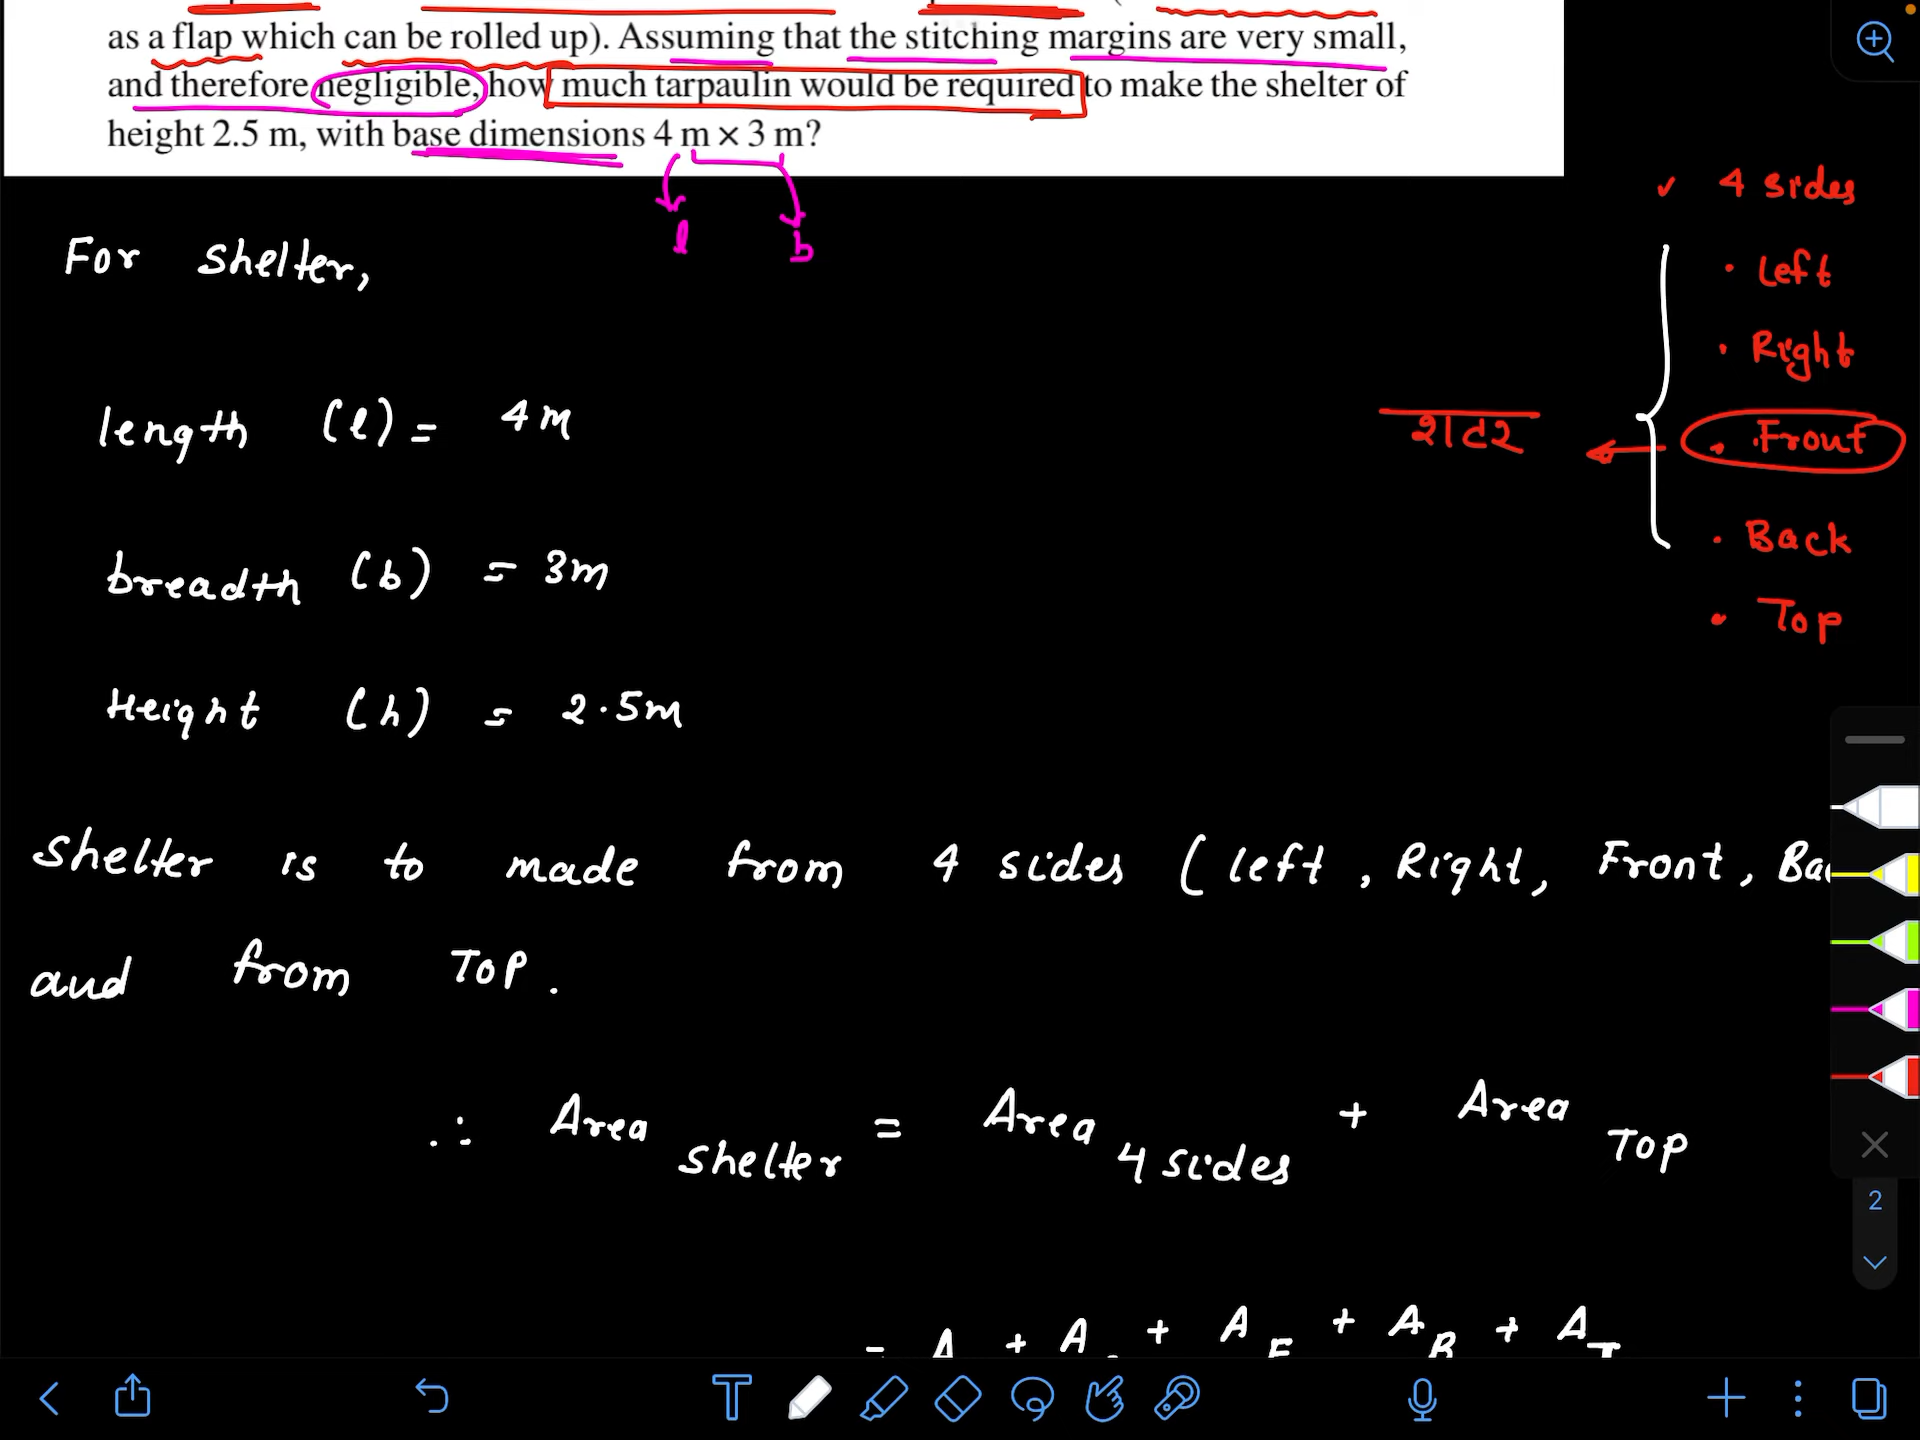 as a flap which can be rolled up). Assuming that the stitching margins are very small,
and therefore negligible, how much tarpaulin would be required to make the shelter of
height 2.5 m, with base dimensions 4 m × 3 m?
l b
✓ 4 sides
• Left
• Right
शटर
• Front
• Back
• Top
For shelter,
length (l) = 4m
breadth (b) = 3m
Height (h) = 2.5m
Shelter is to made from 4 sides (left, Right, Front,
and from TOP.
∴ Area shelter = Area 4 sides + Area TOP
2
T